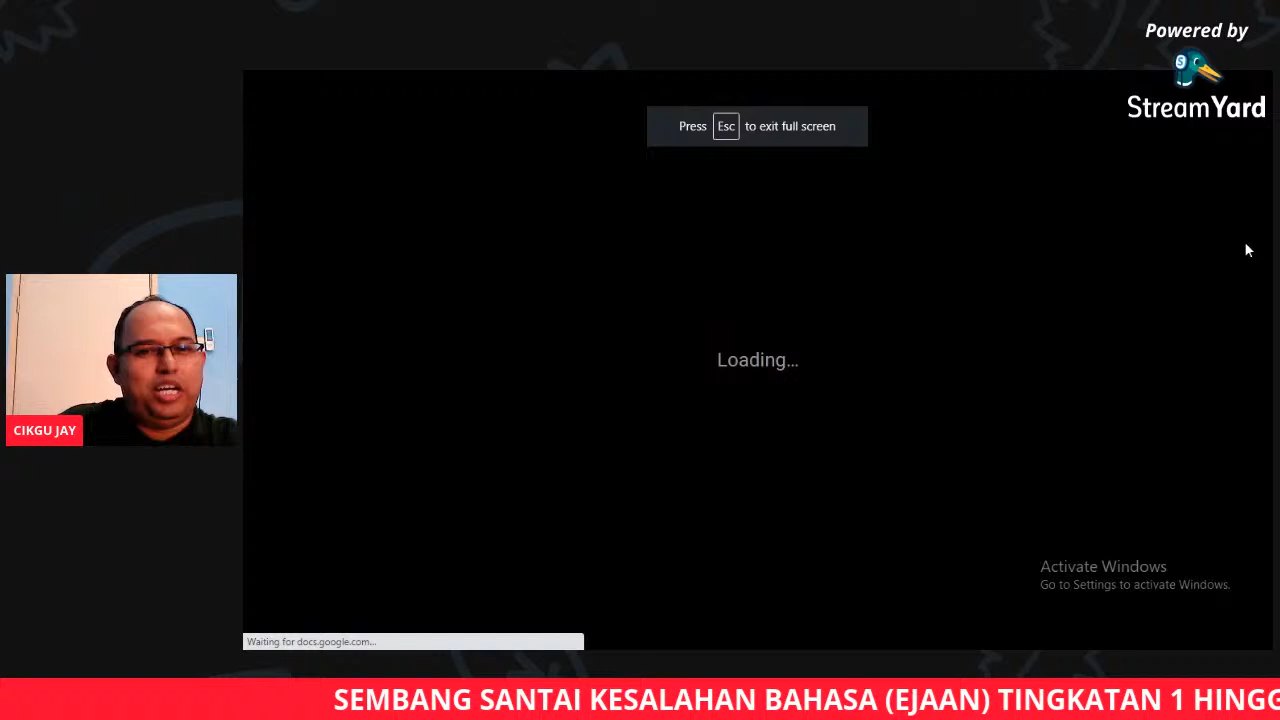 Powered by
StreamYard
Press Esc to exit full screen
Loading...
CIKGU JAY
Activate Windows
Go to Settings to activate Windows.
Waiting for docs.google.com...
SEMBANG SANTAI KESALAHAN BAHASA (EJAAN) TINGKATAN 1